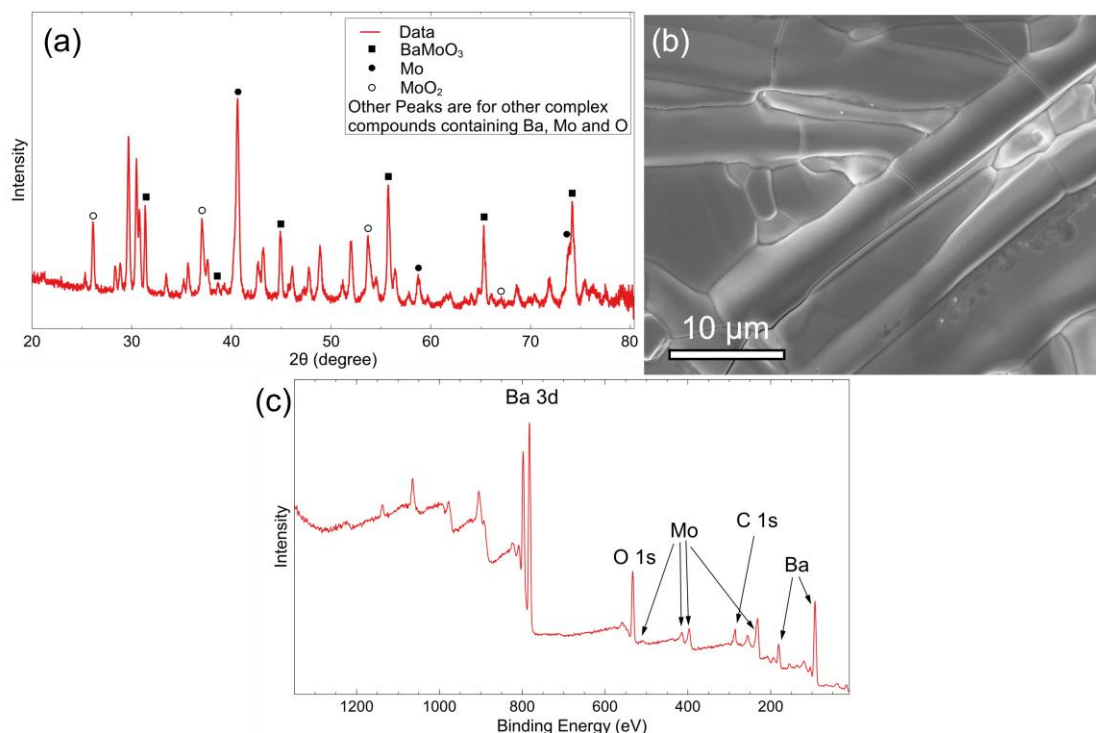 (a)
Data
■ BaMoO₃
● Mo
○ MoO₂
Other Peaks are for other complex
compounds containing Ba, Mo and O
Intensity
20 30 40 50 60 70 80
2θ (degree)
(b)
10 µm
(c)
Ba 3d
O 1s
Mo
C 1s
Ba
Intensity
1200 1000 800 600 400 200
Binding Energy (eV)